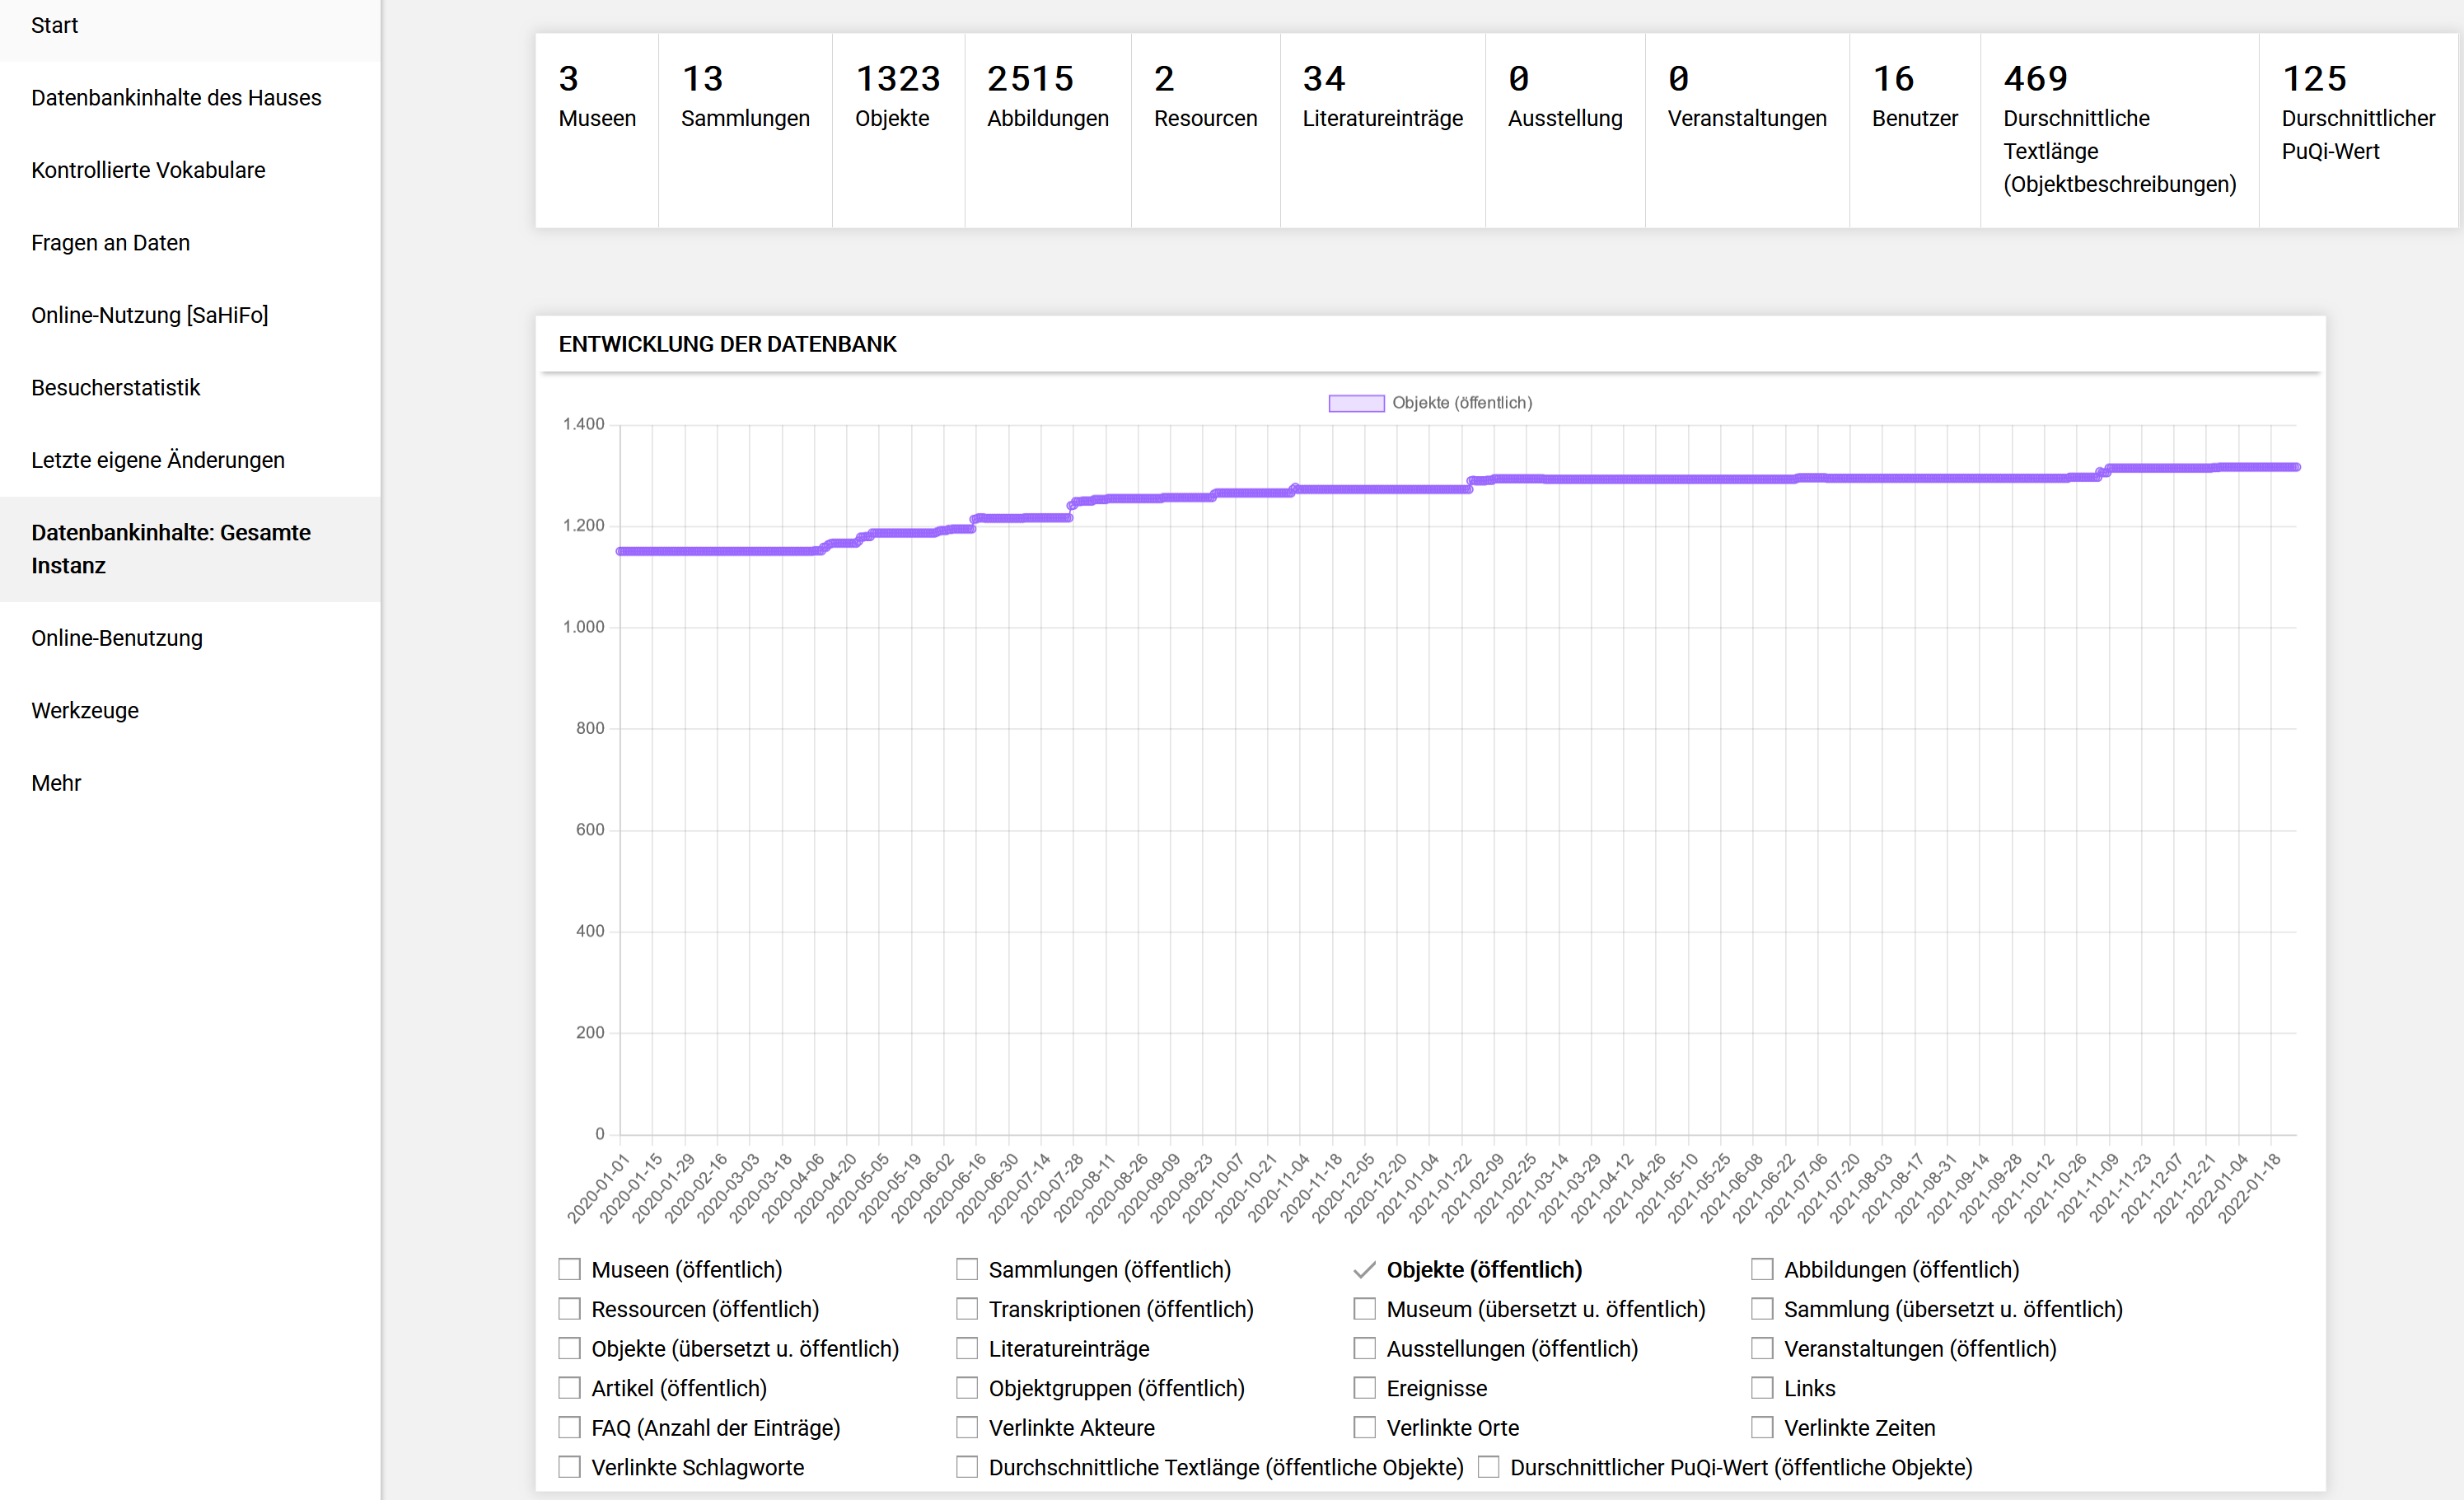 Start
Datenbankinhalte des Hauses
Kontrollierte Vokabulare
Fragen an Daten
Online-Nutzung [SaHiFo]
Besucherstatistik
Letzte eigene Änderungen
Datenbankinhalte: Gesamte
Instanz
Online-Benutzung
Werkzeuge
Mehr
3
Museen
13
Sammlungen
1323
Objekte
2515
Abbildungen
2
Resourcen
34
Literatureinträge
0
Ausstellung
0
Veranstaltungen
16
Benutzer
469
Durschnittliche
Textlänge
(Objektbeschreibungen)
125
Durschnittlicher
PuQi-Wert
ENTWICKLUNG DER DATENBANK
Objekte (öffentlich)
1.400
1.200
1.000
800
600
400
200
0
2020-01-01
2020-01-15
2020-01-29
2020-02-16
2020-03-03
2020-03-18
2020-04-06
2020-04-20
2020-05-05
2020-05-19
2020-06-02
2020-06-16
2020-06-30
2020-07-14
2020-07-28
2020-08-11
2020-08-26
2020-09-09
2020-09-23
2020-10-07
2020-10-21
2020-11-04
2020-11-18
2020-12-05
2020-12-20
2021-01-04
2021-01-22
2021-02-09
2021-02-25
2021-03-14
2021-03-29
2021-04-12
2021-04-26
2021-05-10
2021-05-25
2021-06-08
2021-06-22
2021-07-06
2021-07-20
2021-08-03
2021-08-17
2021-08-31
2021-09-14
2021-09-28
2021-10-12
2021-10-26
2021-11-09
2021-11-23
2021-12-07
2021-12-21
2022-01-04
2022-01-18
Museen (öffentlich)
Sammlungen (öffentlich)
Objekte (öffentlich)
Abbildungen (öffentlich)
Ressourcen (öffentlich)
Transkriptionen (öffentlich)
Museum (übersetzt u. öffentlich)
Sammlung (übersetzt u. öffentlich)
Objekte (übersetzt u. öffentlich)
Literatureinträge
Ausstellungen (öffentlich)
Veranstaltungen (öffentlich)
Artikel (öffentlich)
Objektgruppen (öffentlich)
Ereignisse
Links
FAQ (Anzahl der Einträge)
Verlinkte Akteure
Verlinkte Orte
Verlinkte Zeiten
Verlinkte Schlagworte
Durchschnittliche Textlänge (öffentliche Objekte)
Durschnittlicher PuQi-Wert (öffentliche Objekte)